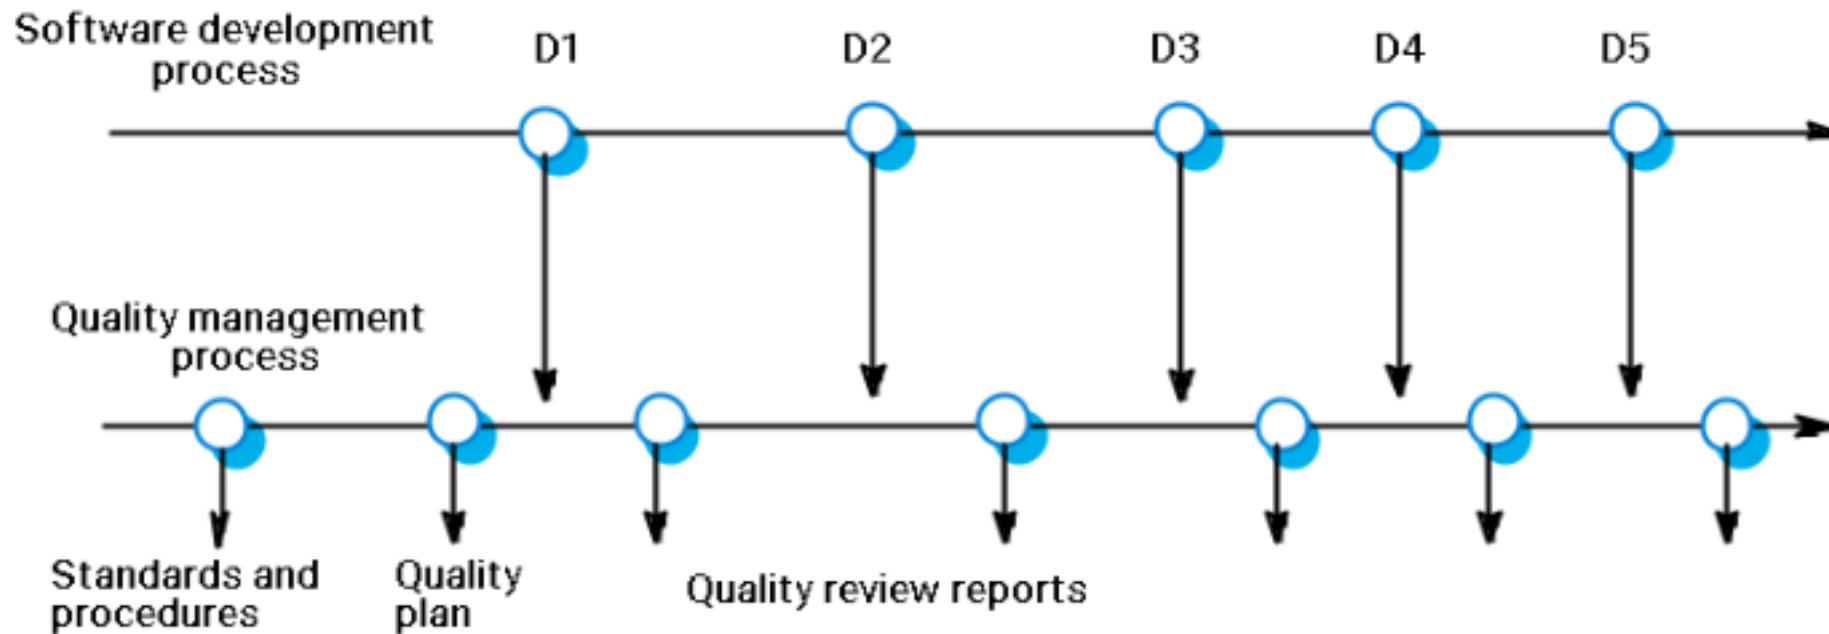 Software development
process
D1
D2
D3
D4
D5
Quality management
process
Standards and
procedures
Quality
plan
Quality review reports